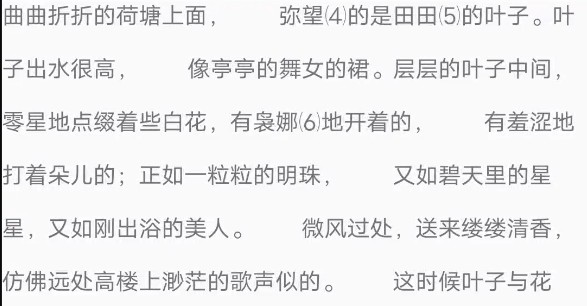 曲曲折折的荷塘上面，　　弥望⑷的是田田⑸的叶子。叶
子出水很高，　　像亭亭的舞女的裙。层层的叶子中间，
零星地点缀着些白花，有袅娜⑹地开着的，　　有羞涩地
打着朵儿的；正如一粒粒的明珠，　　又如碧天里的星
星，又如刚出浴的美人。　　微风过处，送来缕缕清香，
仿佛远处高楼上渺茫的歌声似的。　　这时候叶子与花